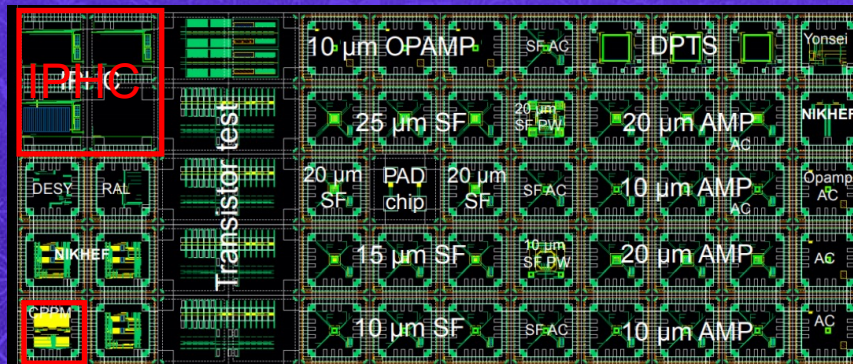 IPHC
IPHC
10 µm OPAMP
SF AC
DPTS
Yonsei
Transistor test
25 µm SF
20 µm
SF PW
20 µm AMP
AC
NIKHEF
DESY
RAL
20 µm
SF
PAD
chip
20 µm
SF
SF AC
10 µm AMP
AC
Opamp
AC
NIKHEF
15 µm SF
10 µm
SF PW
20 µm AMP
AC
CPPM
10 µm SF
SF AC
10 µm AMP
AC